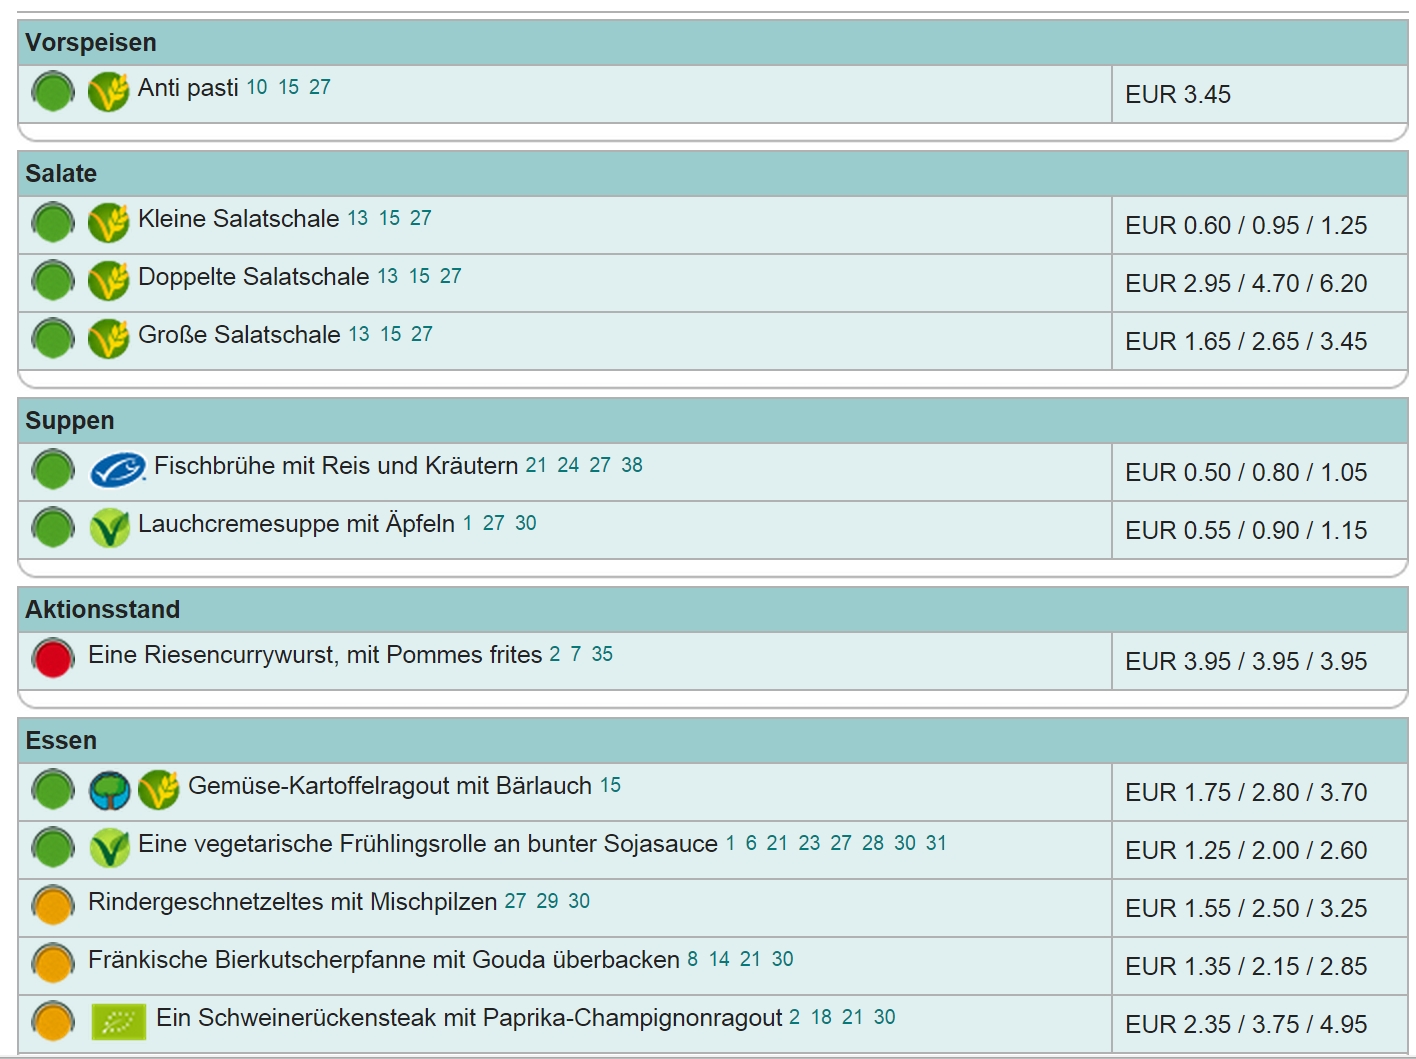 Vorspeisen
Anti pasti 10 15 27 EUR 3.45
Salate
Kleine Salatschale 13 15 27 EUR 0.60 / 0.95 / 1.25
Doppelte Salatschale 13 15 27 EUR 2.95 / 4.70 / 6.20
Große Salatschale 13 15 27 EUR 1.65 / 2.65 / 3.45
Suppen
Fischbrühe mit Reis und Kräutern 21 24 27 38 EUR 0.50 / 0.80 / 1.05
Lauchcremesuppe mit Äpfeln 1 27 30 EUR 0.55 / 0.90 / 1.15
Aktionsstand
Eine Riesencurrywurst, mit Pommes frites 2 7 35 EUR 3.95 / 3.95 / 3.95
Essen
Gemüse-Kartoffelragout mit Bärlauch 15 EUR 1.75 / 2.80 / 3.70
Eine vegetarische Frühlingsrolle an bunter Sojasauce 1 6 21 23 27 28 30 31 EUR 1.25 / 2.00 / 2.60
Rindergeschnetzeltes mit Mischpilzen 27 29 30 EUR 1.55 / 2.50 / 3.25
Fränkische Bierkutscherpfanne mit Gouda überbacken 8 14 21 30 EUR 1.35 / 2.15 / 2.85
Ein Schweinerückensteak mit Paprika-Champignonragout 2 18 21 30 EUR 2.35 / 3.75 / 4.95